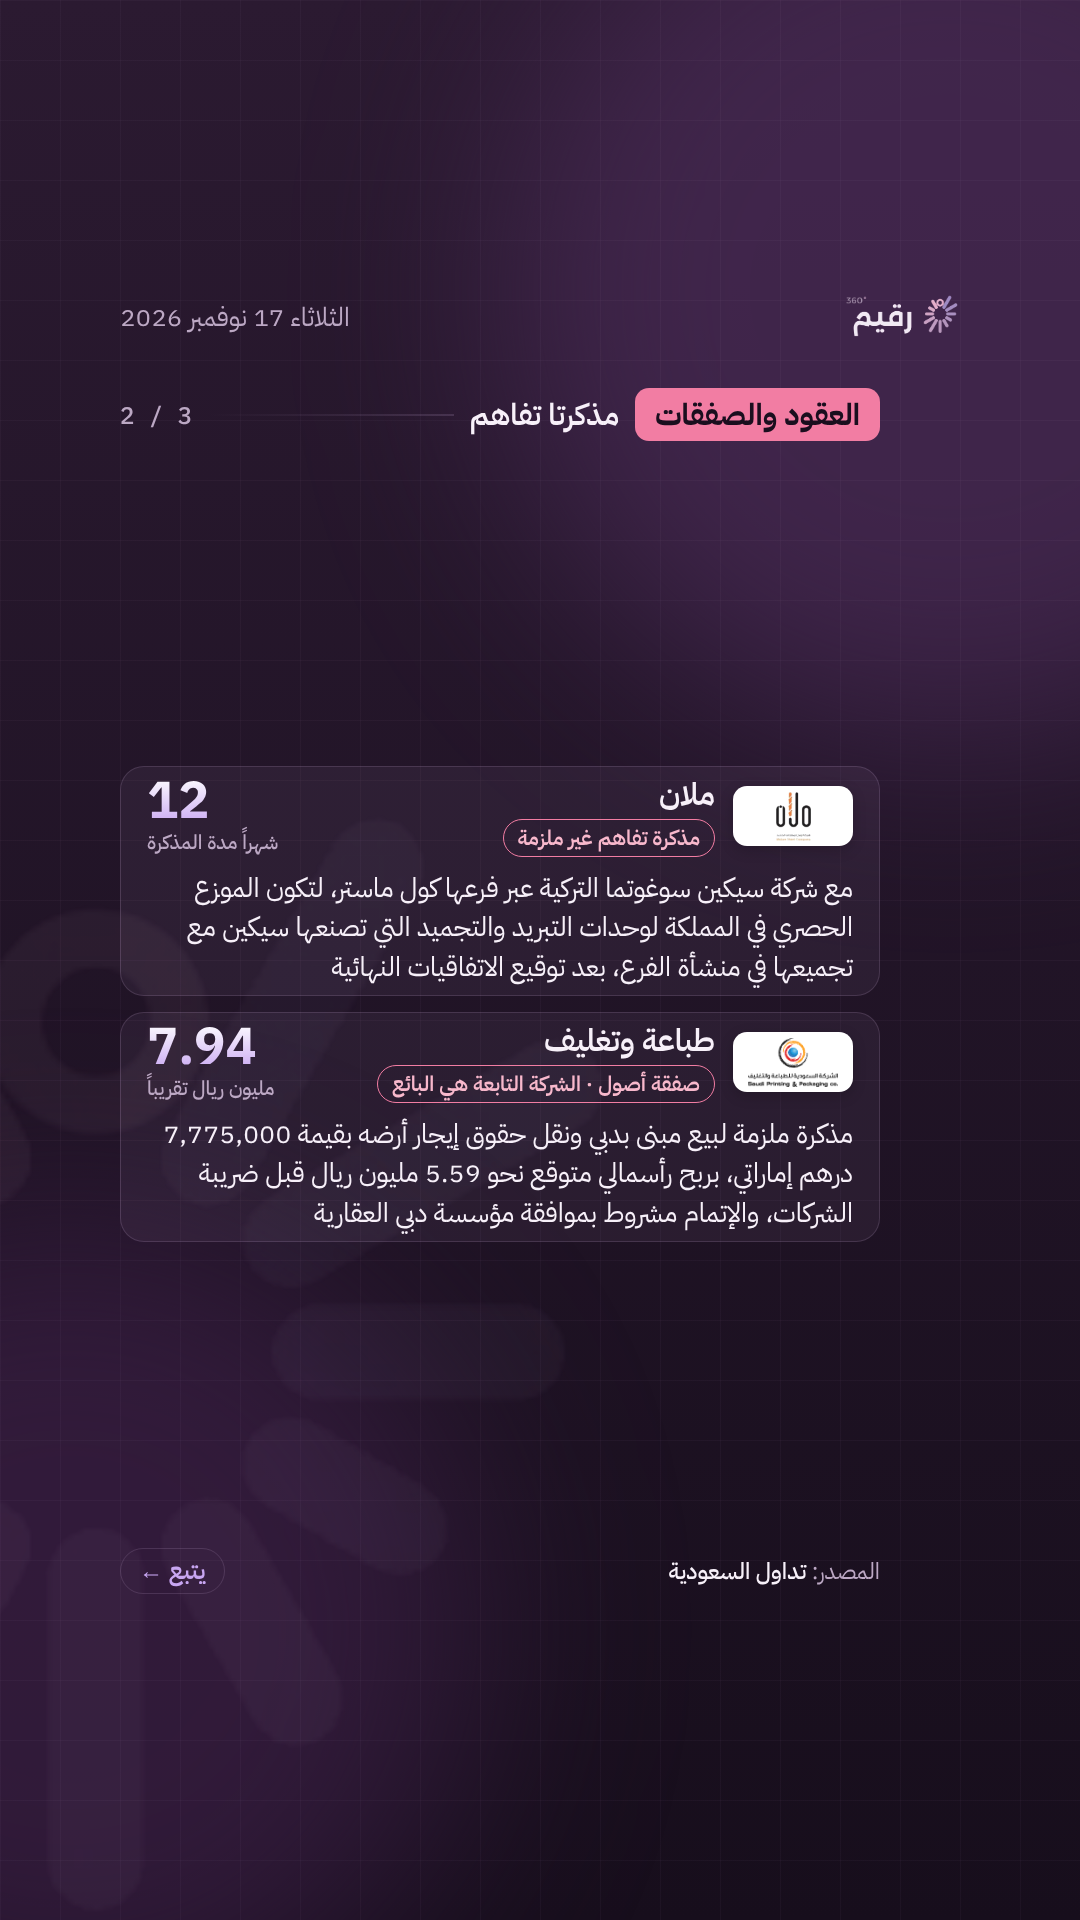 رقيم 360°
الثلاثاء 17 نوفمبر 2026
العقود والصفقات مذكرتا تفاهم
2 / 3
ملان
مذكرة تفاهم غير ملزمة
12
شهراً مدة المذكرة
مع شركة سيكين سوغوتما التركية عبر فرعها كول ماستر، لتكون الموزع
الحصري في المملكة لوحدات التبريد والتجميد التي تصنعها سيكين مع
تجميعها في منشأة الفرع، بعد توقيع الاتفاقيات النهائية
الشركة السعودية للطباعة والتغليف
Saudi Printing & Packaging co.
طباعة وتغليف
صفقة أصول · الشركة التابعة هي البائع
7.94
مليون ريال تقريباً
مذكرة ملزمة لبيع مبنى بدبي ونقل حقوق إيجار أرضه بقيمة 7,775,000
درهم إماراتي، بربح رأسمالي متوقع نحو 5.59 مليون ريال قبل ضريبة
الشركات، والإتمام مشروط بموافقة مؤسسة دبي العقارية
المصدر: تداول السعودية
يتبع ←